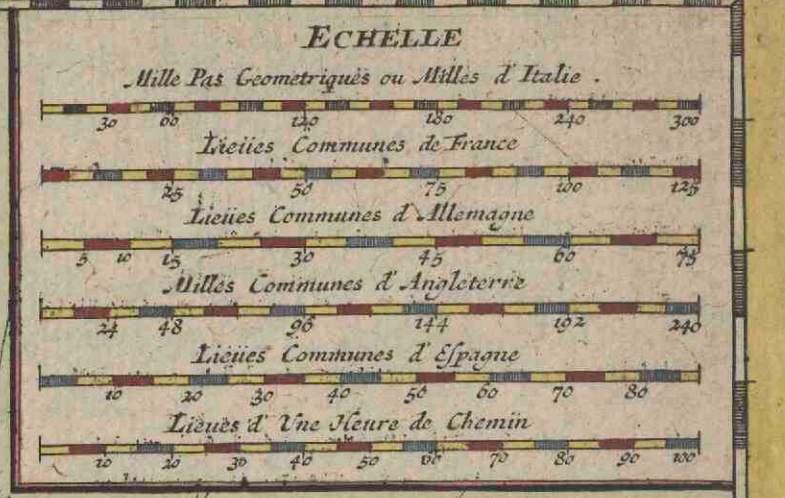 ECHELLE
Mille Pas Geometriques ou Milles d'Italie.
30 60 120 180 240 300
Lieües Communes de France
25 50 75 100 125
Lieües Communes d'Allemagne
5 10 15 30 45 60 75
Milles Communes d'Angleterre
24 48 96 144 192 240
Lieües Communes d'Espagne
10 20 30 40 50 60 70 80
Lieues d'Une Heure de Chemin
10 20 30 40 50 60 70 80 90 100